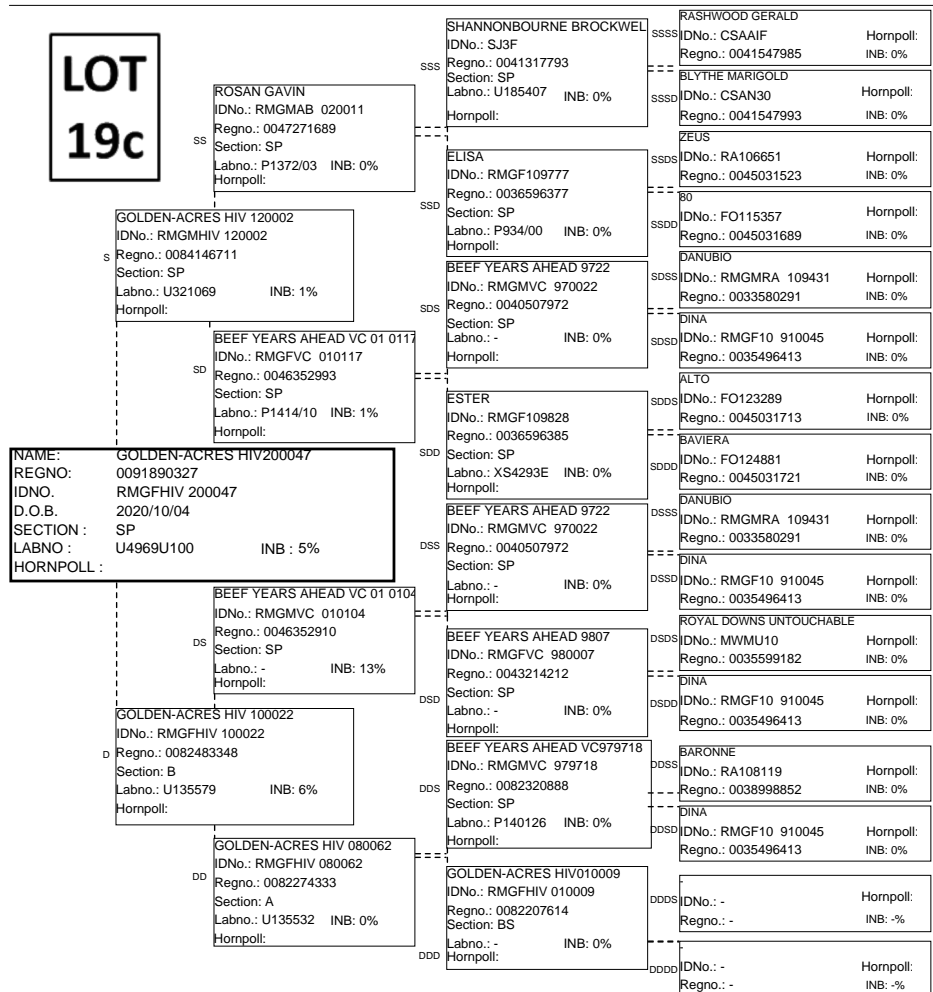 LOT
19c
NAME: GOLDEN-ACRES HIV200047
REGNO: 0091890327
IDNO. RMGFHIV 200047
D.O.B. 2020/10/04
SECTION : SP
LABNO : U4969U100 INB : 5%
HORNPOLL :
S
GOLDEN-ACRES HIV 120002
IDNo.: RMGMHIV 120002
Regno.: 0084146711
Section: SP
Labno.: U321069 INB: 1%
Hornpoll:
D
GOLDEN-ACRES HIV 100022
IDNo.: RMGFHIV 100022
Regno.: 0082483348
Section: B
Labno.: U135579 INB: 6%
Hornpoll:
SS
ROSAN GAVIN
IDNo.: RMGMAB 020011
Regno.: 0047271689
Section: SP
Labno.: P1372/03 INB: 0%
Hornpoll:
SD
BEEF YEARS AHEAD VC 01 0117
IDNo.: RMGFVC 010117
Regno.: 0046352993
Section: SP
Labno.: P1414/10 INB: 1%
Hornpoll:
DS
BEEF YEARS AHEAD VC 01 0104
IDNo.: RMGMVC 010104
Regno.: 0046352910
Section: SP
Labno.: - INB: 13%
Hornpoll:
DD
GOLDEN-ACRES HIV 080062
IDNo.: RMGFHIV 080062
Regno.: 0082274333
Section: A
Labno.: U135532 INB: 0%
Hornpoll:
SSS
SHANNONBOURNE BROCKWEL
IDNo.: SJ3F
Regno.: 0041317793
Section: SP
Labno.: U185407 INB: 0%
Hornpoll:
SSD
ELISA
IDNo.: RMGF109777
Regno.: 0036596377
Section: SP
Labno.: P934/00 INB: 0%
Hornpoll:
SDS
BEEF YEARS AHEAD 9722
IDNo.: RMGMVC 970022
Regno.: 0040507972
Section: SP
Labno.: - INB: 0%
Hornpoll:
SDD
ESTER
IDNo.: RMGF109828
Regno.: 0036596385
Section: SP
Labno.: XS4293E INB: 0%
Hornpoll:
DSS
BEEF YEARS AHEAD 9722
IDNo.: RMGMVC 970022
Regno.: 0040507972
Section: SP
Labno.: - INB: 0%
Hornpoll:
DSD
BEEF YEARS AHEAD 9807
IDNo.: RMGFVC 980007
Regno.: 0043214212
Section: SP
Labno.: - INB: 0%
Hornpoll:
DDS
BEEF YEARS AHEAD VC979718
IDNo.: RMGMVC 979718
Regno.: 0082320888
Section: SP
Labno.: P140126 INB: 0%
Hornpoll:
DDD
GOLDEN-ACRES HIV010009
IDNo.: RMGFHIV 010009
Regno.: 0082207614
Section: BS
Labno.: - INB: 0%
Hornpoll:
SSSS
RASHWOOD GERALD
IDNo.: CSAAIF Hornpoll:
Regno.: 0041547985 INB: 0%
SSSD
BLYTHE MARIGOLD
IDNo.: CSAN30 Hornpoll:
Regno.: 0041547993 INB: 0%
SSDS
ZEUS
IDNo.: RA106651 Hornpoll:
Regno.: 0045031523 INB: 0%
SSDD
80
IDNo.: FO115357 Hornpoll:
Regno.: 0045031689 INB: 0%
SDSS
DANUBIO
IDNo.: RMGMRA 109431 Hornpoll:
Regno.: 0033580291 INB: 0%
SDSD
DINA
IDNo.: RMGF10 910045 Hornpoll:
Regno.: 0035496413 INB: 0%
SDDS
ALTO
IDNo.: FO123289 Hornpoll:
Regno.: 0045031713 INB: 0%
SDDD
BAVIERA
IDNo.: FO124881 Hornpoll:
Regno.: 0045031721 INB: 0%
DSSS
DANUBIO
IDNo.: RMGMRA 109431 Hornpoll:
Regno.: 0033580291 INB: 0%
DSSD
DINA
IDNo.: RMGF10 910045 Hornpoll:
Regno.: 0035496413 INB: 0%
DSDS
ROYAL DOWNS UNTOUCHABLE
IDNo.: MWMU10 Hornpoll:
Regno.: 0035599182 INB: 0%
DSDD
DINA
IDNo.: RMGF10 910045 Hornpoll:
Regno.: 0035496413 INB: 0%
DDSS
BARONNE
IDNo.: RA108119 Hornpoll:
Regno.: 0038998852 INB: 0%
DDSD
DINA
IDNo.: RMGF10 910045 Hornpoll:
Regno.: 0035496413 INB: 0%
DDDS
-
IDNo.: - Hornpoll:
Regno.: - INB: -%
DDDD
-
IDNo.: - Hornpoll:
Regno.: - INB: -%